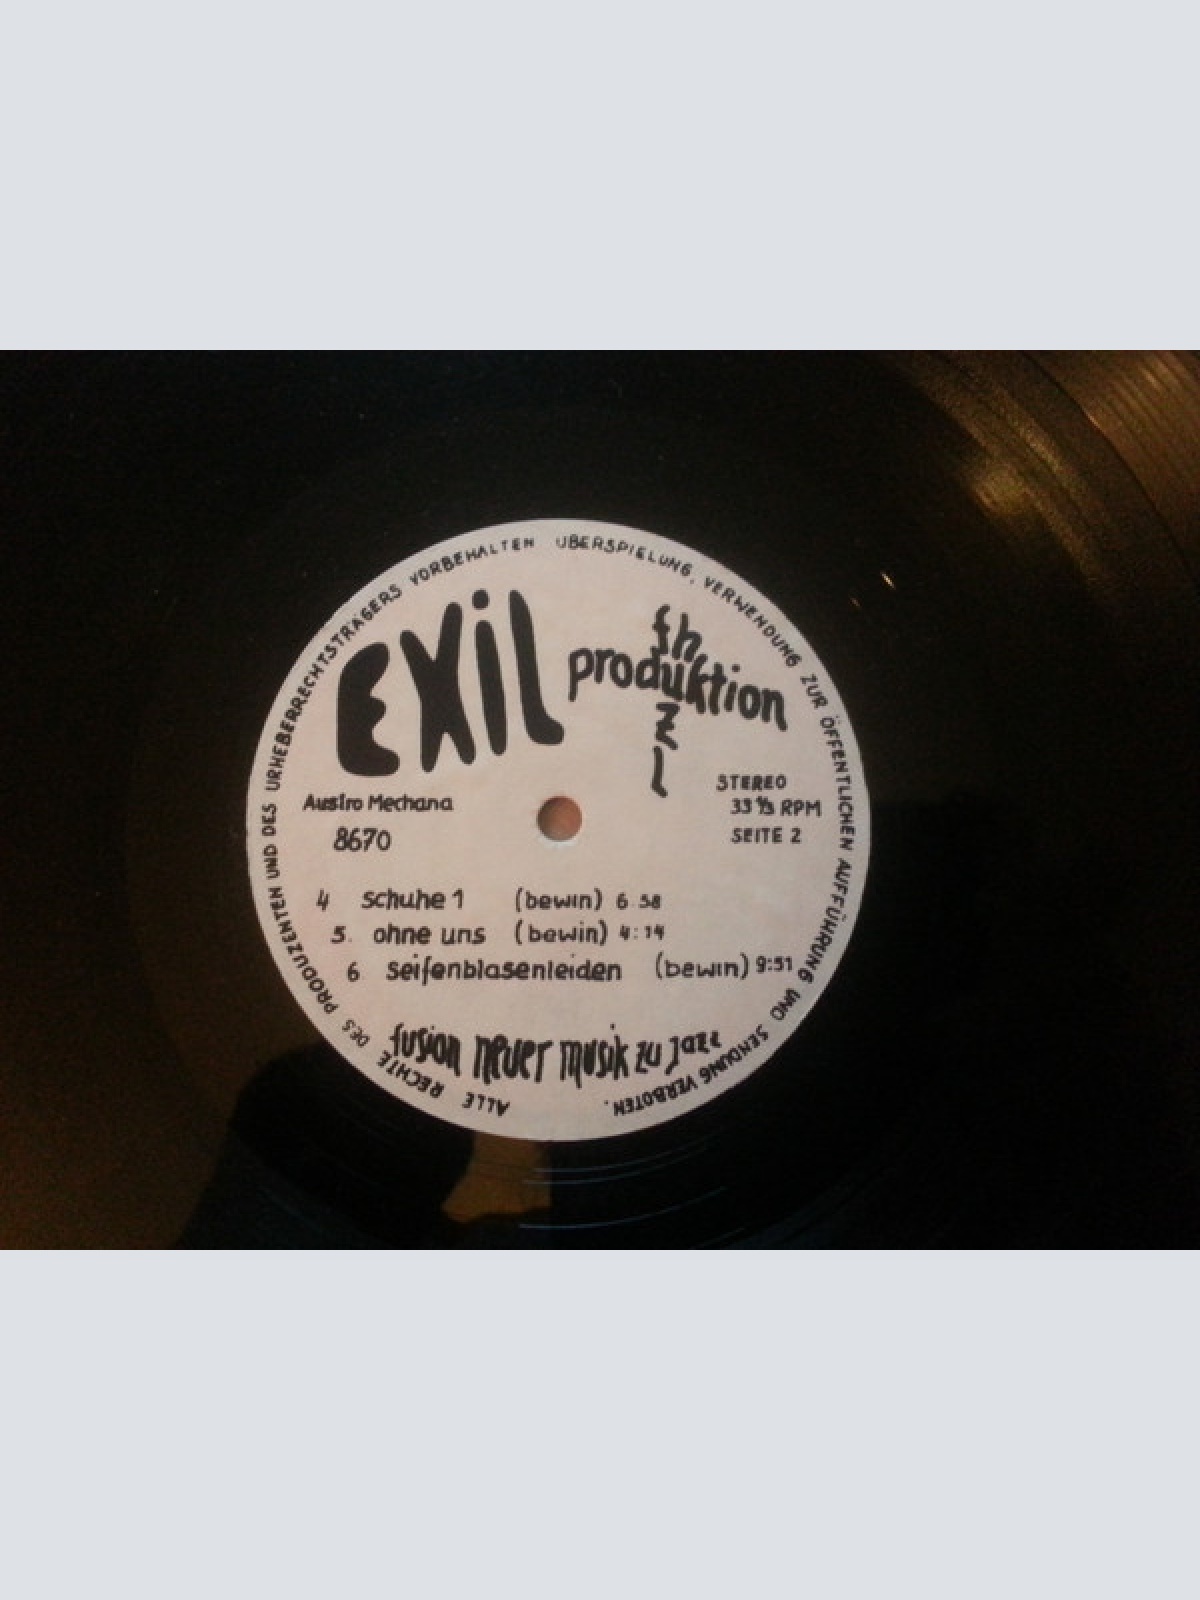 ALLE RECHTE DES PRODUZENTEN UND DES URHEBERRECHTSTRÄGERS VORBEHALTEN UBERSPIELUNG, VERWENDUNG ZUR ÖFFENTLICHEN AUFFÜHRUNG UND SENDUNG VERBOTEN.
EXil
produktion
fh
u
z
l
Austro Mechana
8670
STEREO
33 1/3 RPM
SEITE 2
4 schuhe 1 (bewin) 6 58
5. ohne uns (bewin) 4:14
6 seifenblasenleiden (bewin) 9:51
fusion neuer musik zu jazz